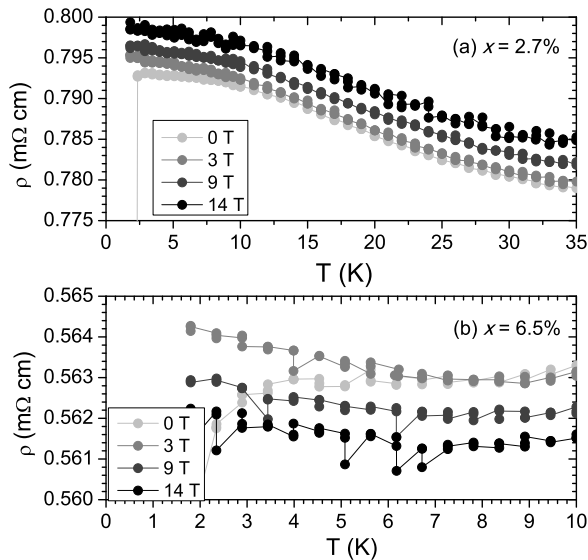 0.800
0.795
0.790
0.785
0.780
0.775
ρ (mΩ cm)
(a) x = 2.7%
0 T
3 T
9 T
14 T
0 5 10 15 20 25 30 35
T (K)
0.565
0.564
0.563
0.562
0.561
0.560
ρ (mΩ cm)
(b) x = 6.5%
0 T
3 T
9 T
14 T
0 1 2 3 4 5 6 7 8 9 10
T (K)